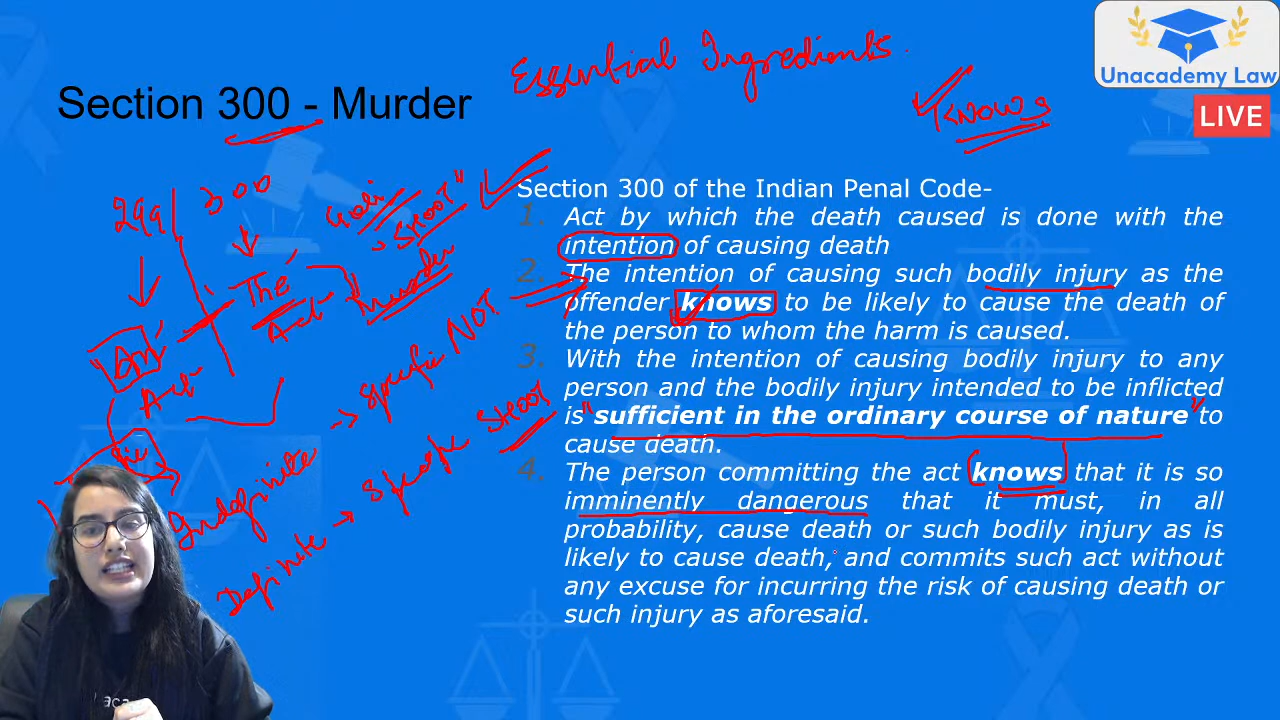 Essential Ingredients.
Unacademy Law
LIVE
Section 300 - Murder
knows
Section 300 of the Indian Penal Code-
1. Act by which the death caused is done with the
intention of causing death
2. The intention of causing such bodily injury as the
offender knows to be likely to cause the death of
the person to whom the harm is caused.
3. With the intention of causing bodily injury to any
person and the bodily injury intended to be inflicted
is "sufficient in the ordinary course of nature" to
cause death.
4. The person committing the act knows that it is so
imminently dangerous that it must, in all
probability, cause death or such bodily injury as is
likely to cause death, and commits such act without
any excuse for incurring the risk of causing death or
such injury as aforesaid.
299 | 300
"SHOOT"
The
Act
Murder
An
Act
Indefinite -> Specific NOT
Definite -> Specific SHOOT